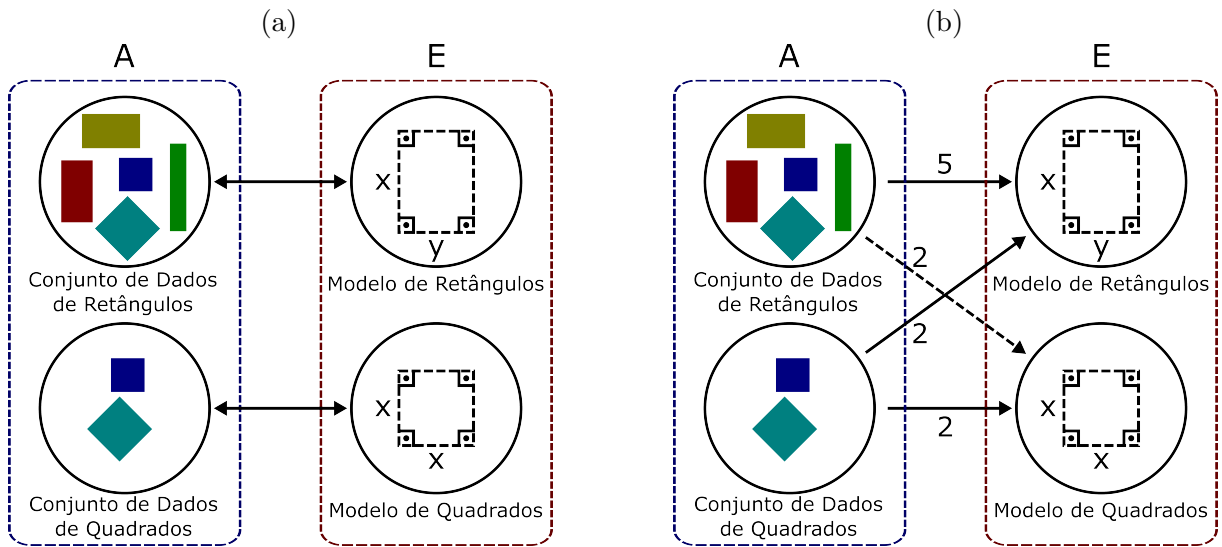 (a)
A
E
x
y
Conjunto de Dados
de Retângulos
Modelo de Retângulos
x
x
Conjunto de Dados
de Quadrados
Modelo de Quadrados
(b)
A
E
5
x
y
2
Conjunto de Dados
de Retângulos
Modelo de Retângulos
2
x
2
x
Conjunto de Dados
de Quadrados
Modelo de Quadrados